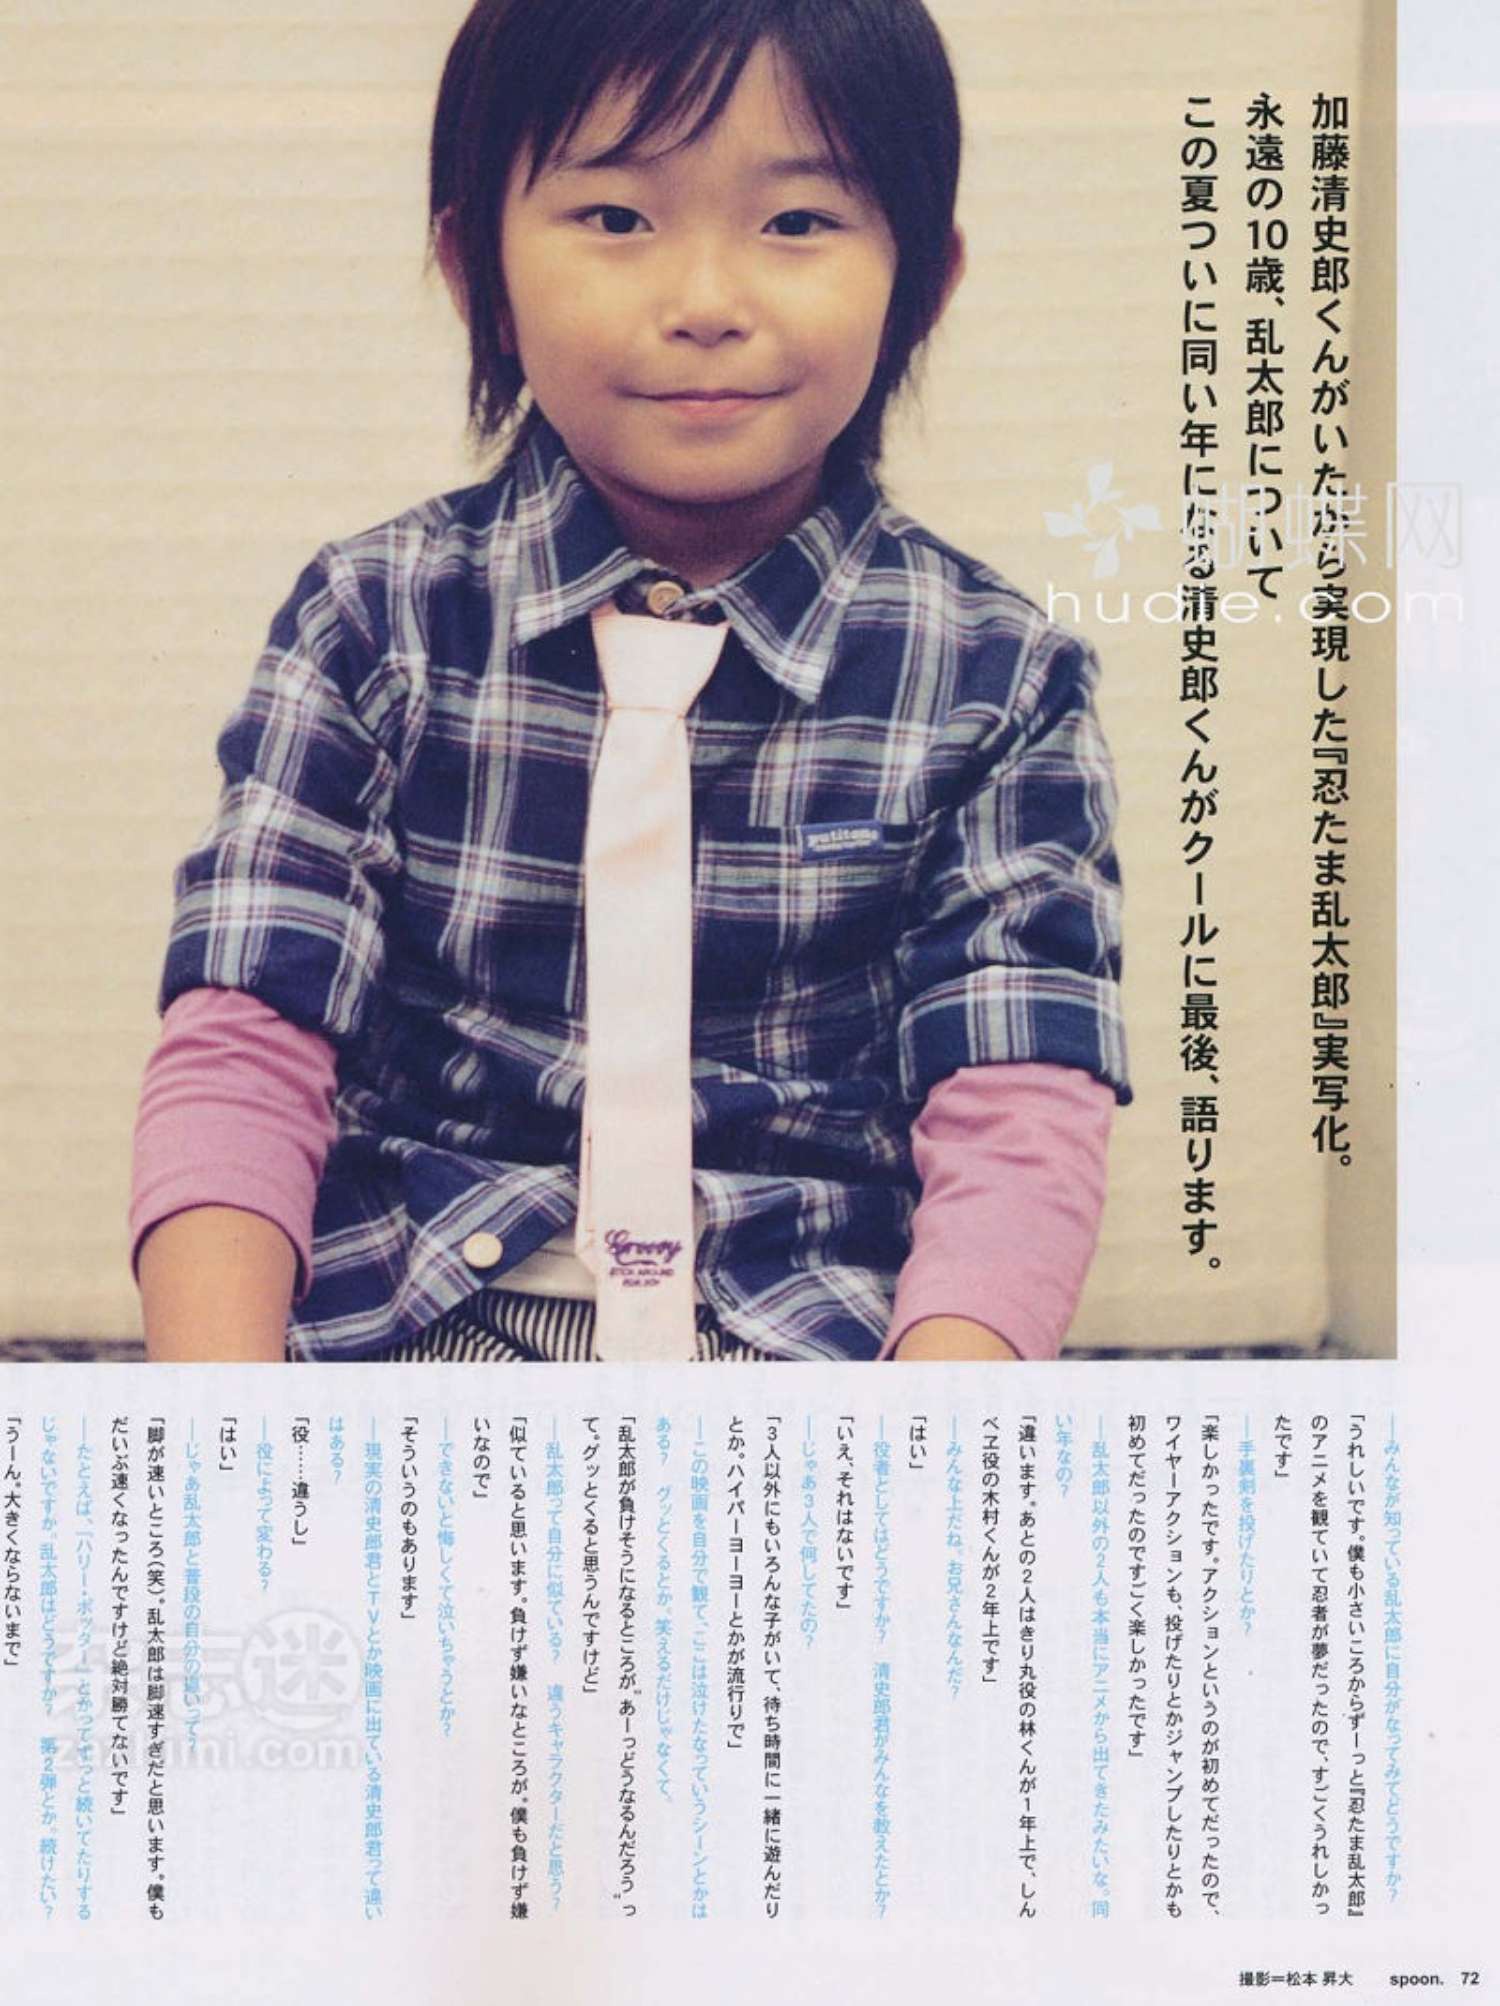 加藤清史郎くんがいたから実現した『忍たま乱太郎』実写化。
永遠の10歳、乱太郎について
この夏ついに同い年になる清史郎くんがクールに最後、語ります。
胡蝶网
hudie.com
Groovy
――みんなが知っている乱太郎に自分がなってみてどうですか?
「うれしいです。僕も小さいころからずーっと『忍たま乱太郎』
のアニメを観ていて忍者が夢だったので、すごくうれしかっ
たです」
――手裏剣を投げたりとか?
「楽しかったです。アクションというのが初めてだったので、
ワイヤーアクションも、投げたりとかジャンプしたりとかも
初めてだったのですごく楽しかったです」
――乱太郎以外の2人も本当にアニメから出てきたみたいな。同
い年なの?
「違います。あとの2人はきり丸役の林くんが1年上で、しん
べヱ役の木村くんが2年上です」
――みんな上だね。お兄さんなんだ?
「はい」
――役者としてはどうですか? 清史郎君がみんなを教えたとか?
「いえ、それはないです」
――じゃあ3人で何してたの?
「3人以外にもいろんな子がいて、待ち時間に一緒に遊んだり
とか。ハイパーヨーヨーとかが流行りで」
――この映画を自分で観て、ここは泣けたなっていうシーンとかは
ある? グッとくるとか。笑えるだけじゃなくて、
「乱太郎が負けそうになるところが〝あーっどうなるんだろう〟っ
て。グッとくると思うんですけど」
――乱太郎って自分に似ている? 違うキャラクターだと思う?
「似ていると思います。負けず嫌いなところが。僕も負けず嫌
いなので」
――できないと悔しくて泣いちゃうとか?
「そういうのもあります」
――現実の清史郎君とTVとか映画に出ている清史郎君って違い
はある?
「役……違うし」
――役によって変わる?
「はい」
――じゃあ乱太郎と普段の自分の違いって?
「脚が速いところ(笑)。乱太郎は脚速すぎだと思います。僕も
だいぶ速くなったんですけど絶対勝てないです」
――たとえば、『ハリー・ポッター』とかってずっと続いてたりする
じゃないですか。乱太郎はどうですか? 第2弾とか。続けたい?
「うーん。大きくならないまで」
杂志迷
zazhimi.com
撮影=松本 昇大
spoon. 72